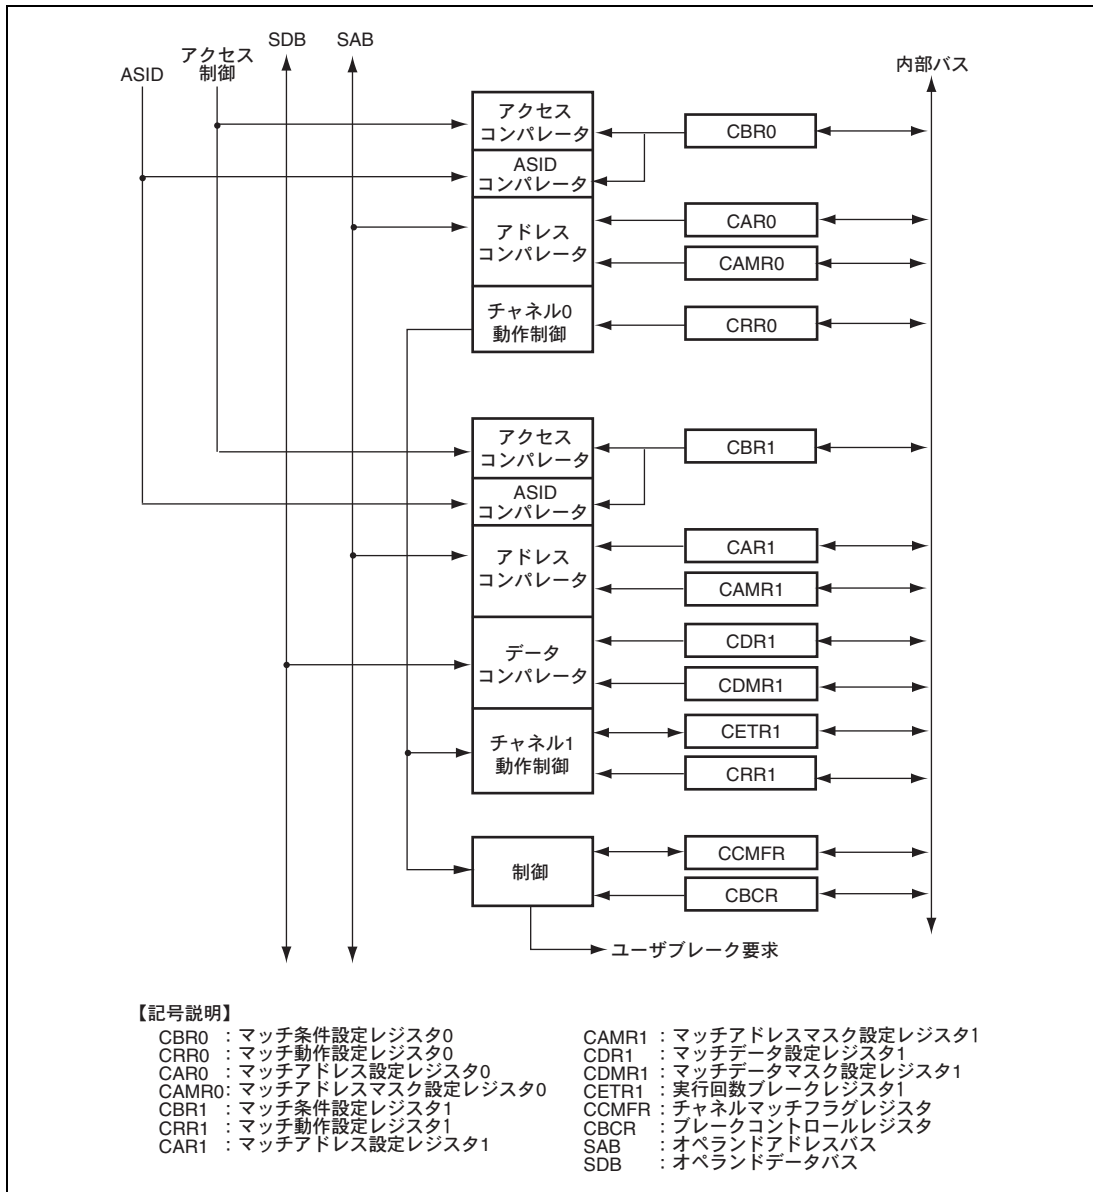 SDB
SAB
アクセス
制御
ASID
内部バス
アクセス
コンパレータ
CBR0
ASID
コンパレータ
アドレス
コンパレータ
CAR0
CAMR0
チャネル0
動作制御
CRR0
アクセス
コンパレータ
CBR1
ASID
コンパレータ
アドレス
コンパレータ
CAR1
CAMR1
データ
コンパレータ
CDR1
CDMR1
チャネル1
動作制御
CETR1
CRR1
制御
CCMFR
CBCR
ユーザブレーク要求
【記号説明】
CBR0 : マッチ条件設定レジスタ0
CRR0 : マッチ動作設定レジスタ0
CAR0 : マッチアドレス設定レジスタ0
CAMR0: マッチアドレスマスク設定レジスタ0
CBR1 : マッチ条件設定レジスタ1
CRR1 : マッチ動作設定レジスタ1
CAR1 : マッチアドレス設定レジスタ1
CAMR1 : マッチアドレスマスク設定レジスタ1
CDR1 : マッチデータ設定レジスタ1
CDMR1 : マッチデータマスク設定レジスタ1
CETR1 : 実行回数ブレークレジスタ1
CCMFR : チャネルマッチフラグレジスタ
CBCR : ブレークコントロールレジスタ
SAB : オペランドアドレスバス
SDB : オペランドデータバス